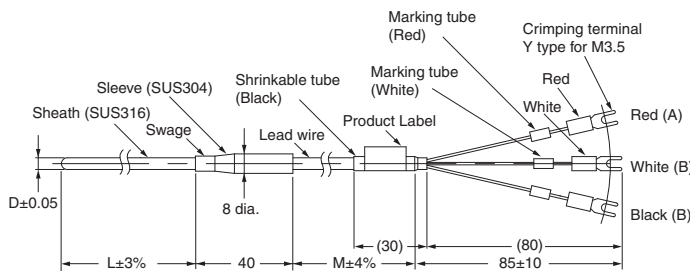 Marking tube
(Red)
Crimping terminal
Y type for M3.5
Sleeve (SUS304)
Shrinkable tube
(Black)
Marking tube
(White)
Red
Sheath (SUS316)
Swage
Lead wire
Product Label
White
Red (A)
White (B)
Black (B)
D±0.05
8 dia.
(30)
(80)
L±3%
40
M±4%
85±10